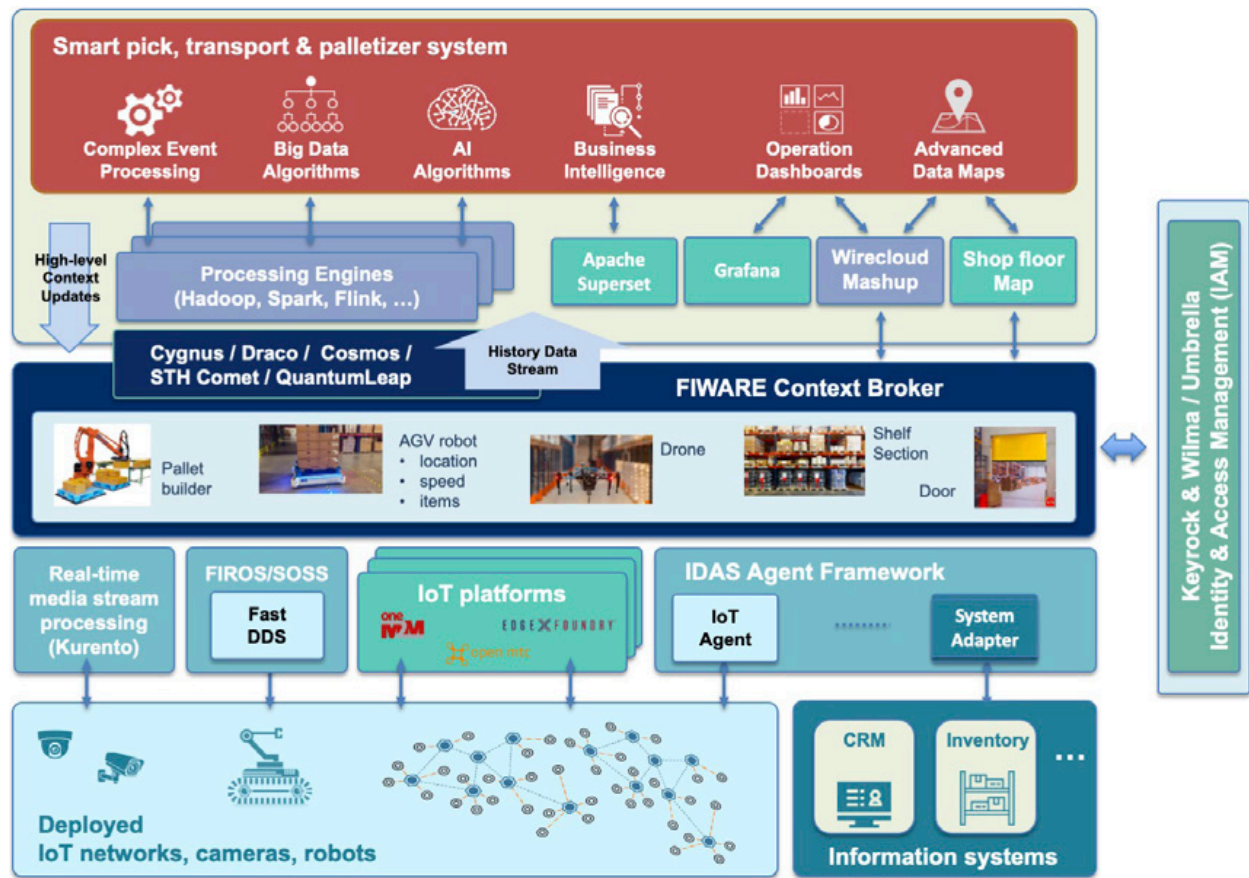 Smart pick, transport & palletizer system
Complex Event
Processing
Big Data
Algorithms
AI
Algorithms
Business
Intelligence
Operation
Dashboards
Advanced
Data Maps
High-level
Context
Updates
Processing Engines
(Hadoop, Spark, Flink, ...)
Apache
Superset
Grafana
Wirecloud
Mashup
Shop floor
Map
Cygnus / Draco / Cosmos /
STH Comet / QuantumLeap
History Data
Stream
FIWARE Context Broker
Pallet
builder
AGV robot
• location
• speed
• items
Drone
Shelf
Section
Door
Keyrock & Wilma / Umbrella
Identity & Access Management (IAM)
Real-time
media stream
processing
(Kurento)
FIROS/SOSS
Fast
DDS
IoT platforms
one
M2M
EDGE X FOUNDRY
open mtc
IDAS Agent Framework
IoT
Agent
System
Adapter
Deployed
IoT networks, cameras, robots
CRM
Inventory
...
Information systems